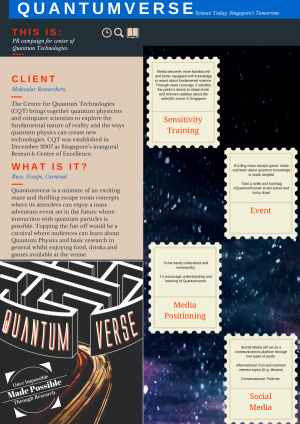 QUANTUMVERSE
Science Today, Singapore's Tomorrow
THIS IS:
PR campaign for center of
Quantum Technologies.
CLIENT
Molecular Researchers.
The Centre for Quantum Technologies
(CQT) brings together quantum physicists
and computer scientists to explore the
fundamental nature of reality and the ways
quantum physics can create new
technologies. CQT was established in
December 2007 as Singapore's inaugural
Research Center of Excellence.
WHAT IS IT?
Race. Escape. Carnival.
Quantumverse is a mixture of an exciting
maze and thrilling escape room concepts
where its attendees can enjoy a mass
adventure event set in the future where
interaction with quantum particles is
possible. Topping the fun off would be a
carnival where audiences can learn about
Quantum Physics and basic research in
general whilst enjoying food, drinks and
games available at the venue.
QUANTUM VERSE
Once Impossible
Made Possible
Through Research
Media becomes more familiarized
and better equipped with knowledge
to report about fundamental science.
Through news coverage, it satisfies
the public's desire to obtain fresh
and relevant updates about the
scientific scene in Singapore
Sensitivity
Training
Exciting mass escape game: relate
and learn about quantum knowledge
is made tangible
Take a selfie and hashtag
#QuantumVerse to win prizes and
lucky draw!
Event
To be easily understood and
newsworthy
To encourage understanding and
learning of Quantumverse
Media
Positioning
Social Media will act as a
communications platform through
two types of posts:
Informational: Fun and common
interest topics (E.g. Movies)
Conversational: Polls etc
Social
Media